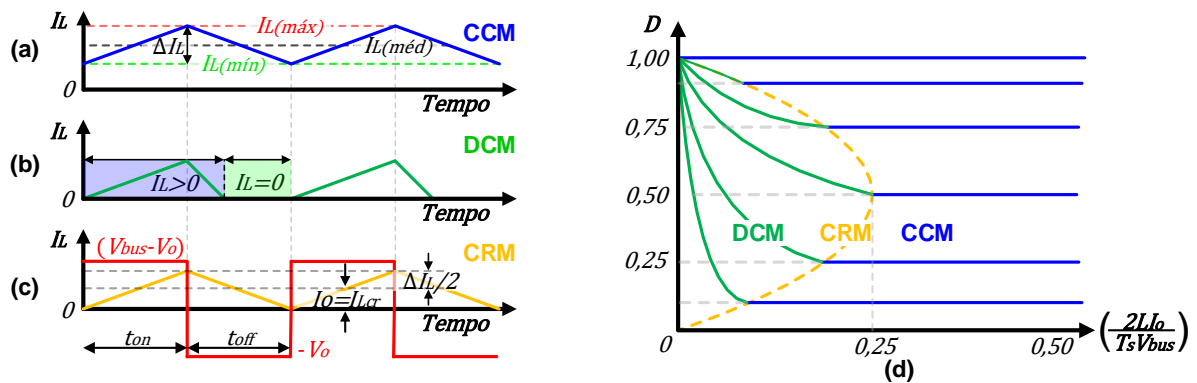 (a)
IL
IL(máx)
CCM
ΔIL
IL(méd)
IL(mín)
0
Tempo
(b)
IL
DCM
IL>0
IL=0
0
Tempo
(c)
IL
(Vbus-Vo)
CRM
ΔIL/2
Io=ILcr
0
Tempo
ton
toff
-Vo
D
1,00
0,75
0,50
DCM
CRM
CCM
0,25
0
0,25
0,50
(2LIo/TsVbus)
(d)